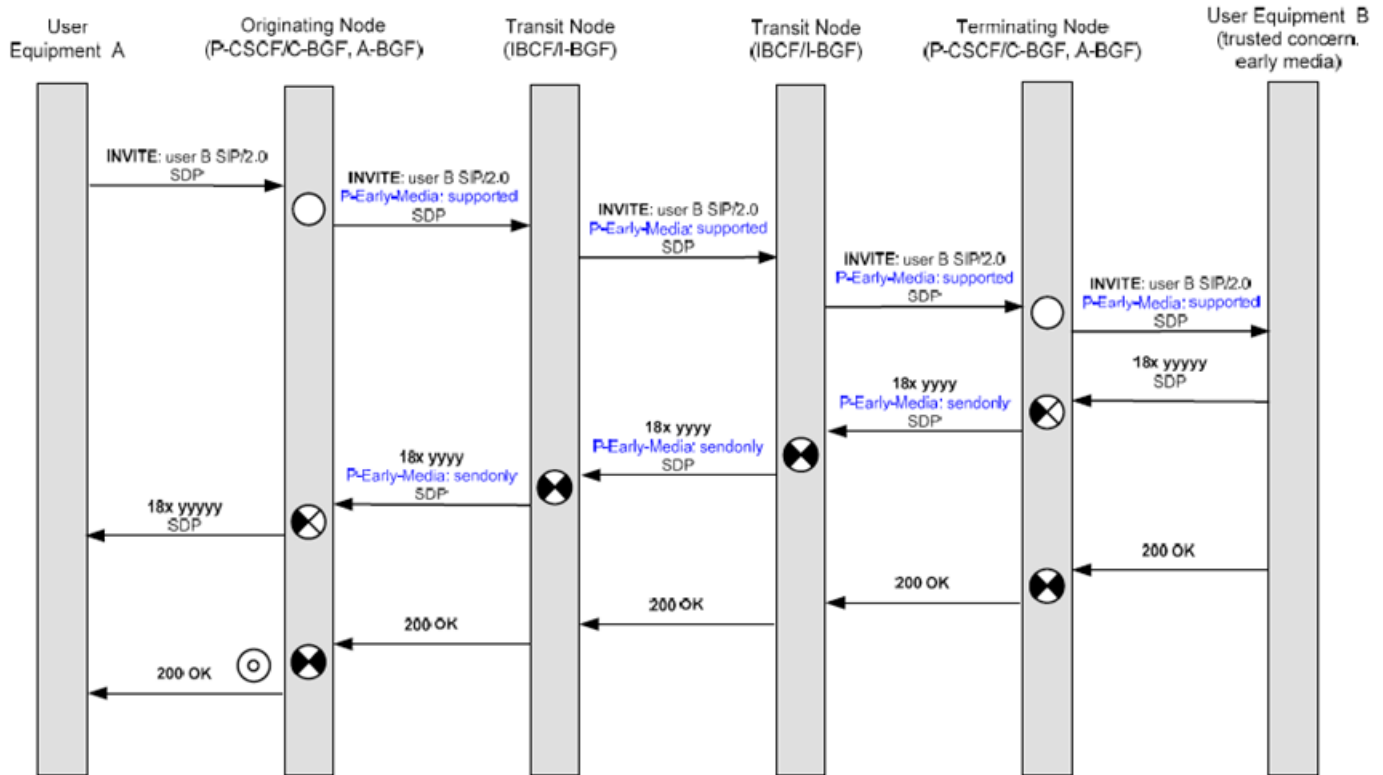 User
Equipment A
Originating Node
(P-CSCF/C-BGF, A-BGF)
Transit Node
(IBCF/I-BGF)
Transit Node
(IBCF/I-BGF)
Terminating Node
(P-CSCF/C-BGF, A-BGF)
User Equipment B
(trusted concern.
early media)
INVITE: user B SIP/2.0
SDP
INVITE: user B SIP/2.0
P-Early-Media: supported
SDP
INVITE: user B SIP/2.0
P-Early-Media: supported
SDP
INVITE: user B SIP/2.0
P-Early-Media: supported
SDP
INVITE: user B SIP/2.0
P-Early-Media: supported
SDP
18x yyyyy
SDP
18x yyyy
P-Early-Media: sendonly
SDP
18x yyyy
P-Early-Media: sendonly
SDP
18x yyyy
P-Early-Media: sendonly
SDP
18x yyyyy
SDP
200 OK
200 OK
200 OK
200 OK
200 OK